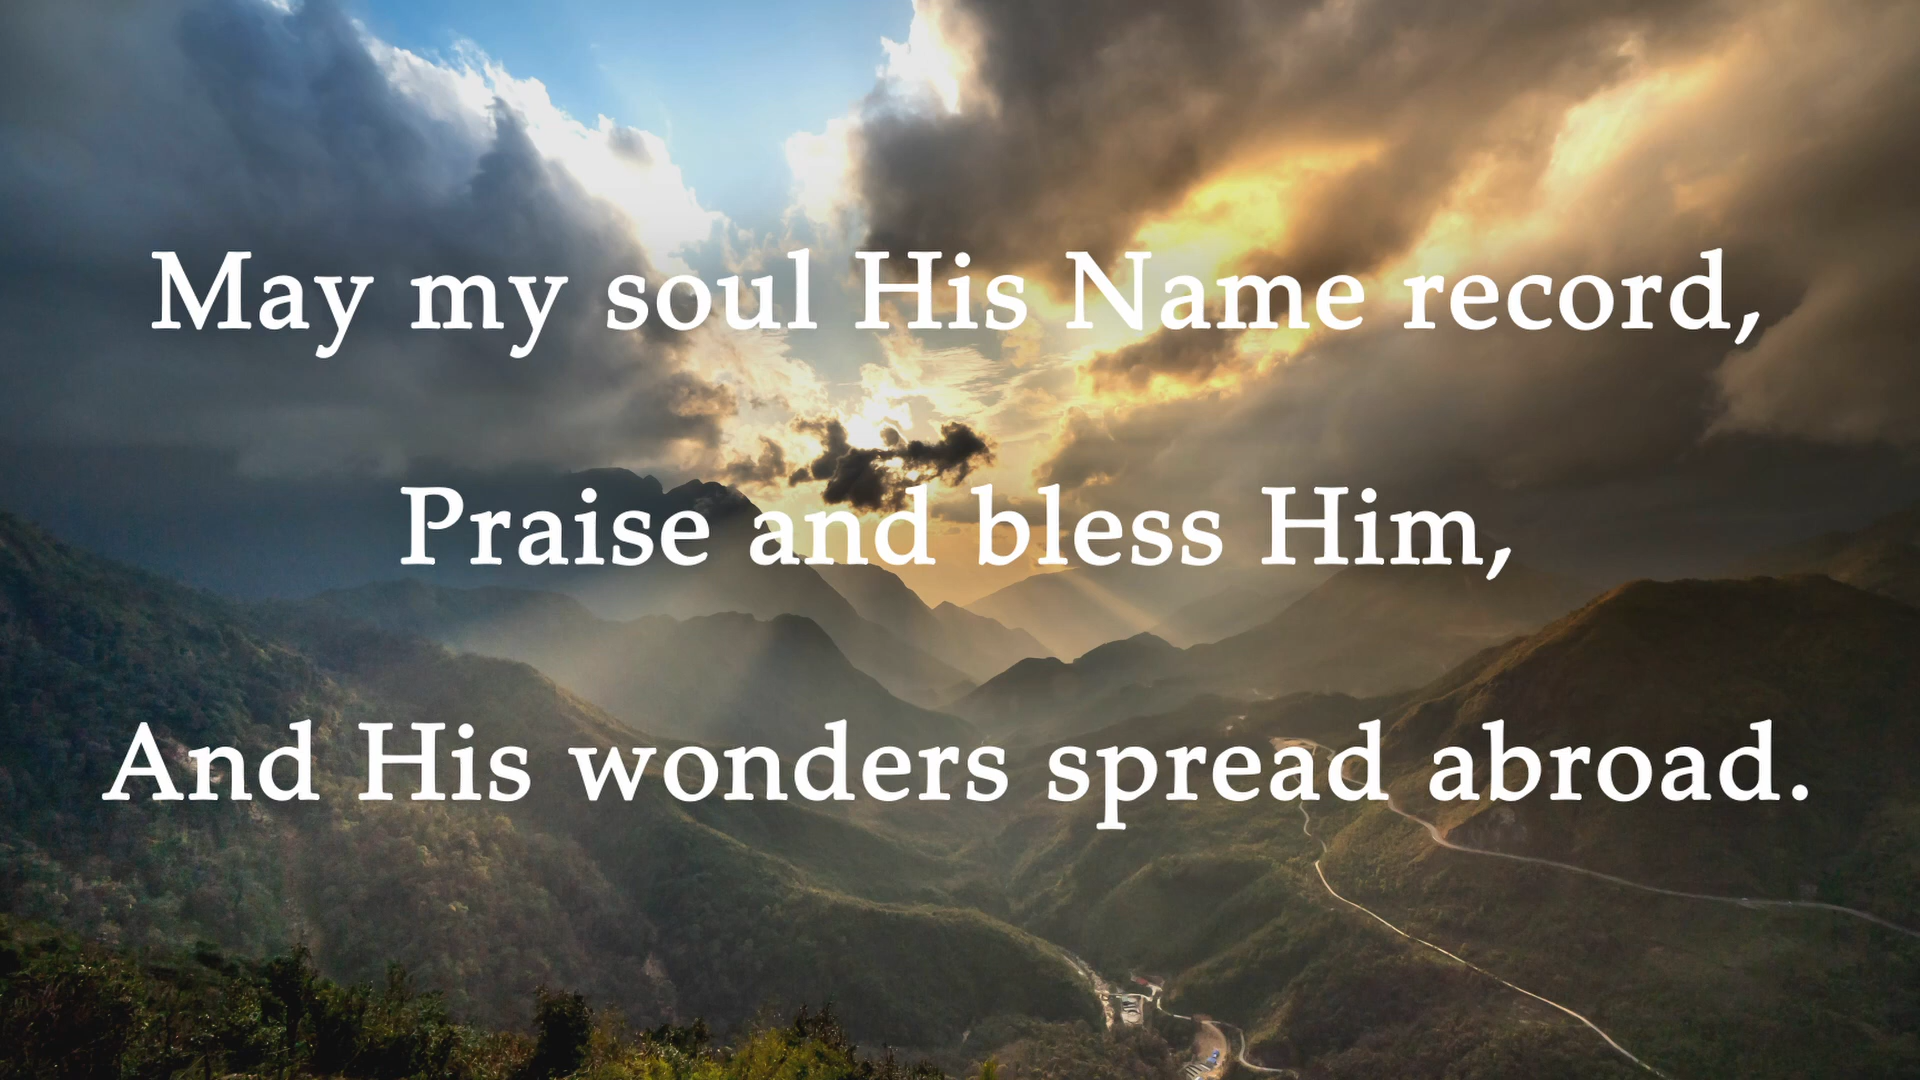 May my soul His Name record,
Praise and bless Him,
And His wonders spread abroad.